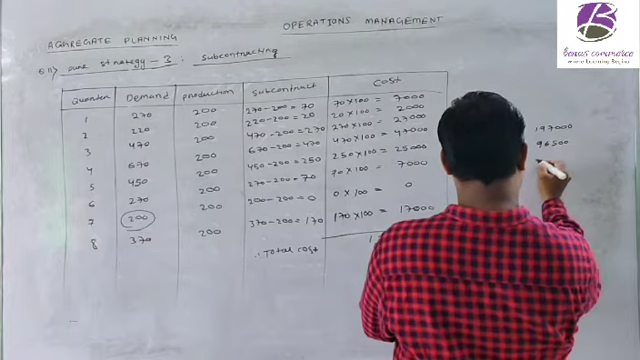 OPERATIONS MANAGEMENT
AGGREGATE PLANNING
pure strategy - 3. Subcontracting
Quarter Demand production subcontract Cost
1 270 200 270-200 = 70 70×100 = 7000
2 220 200 220-200 = 20 20×100 = 2000
3 470 200 470-200 = 270 270×100 = 27000
4 670 200 670-200 = 470 470×100 = 47000
5 450 200 450-200 = 250 250×100 = 25000
6 270 200 270-200 = 70 70×100 = 7000
7 200 200 200-200 = 0 0×100 = 0
8 370 200 370-200 = 170 170×100 = 17000
∴ Total cost 1
197000
96500
B
bonus commerce
Learning Begins